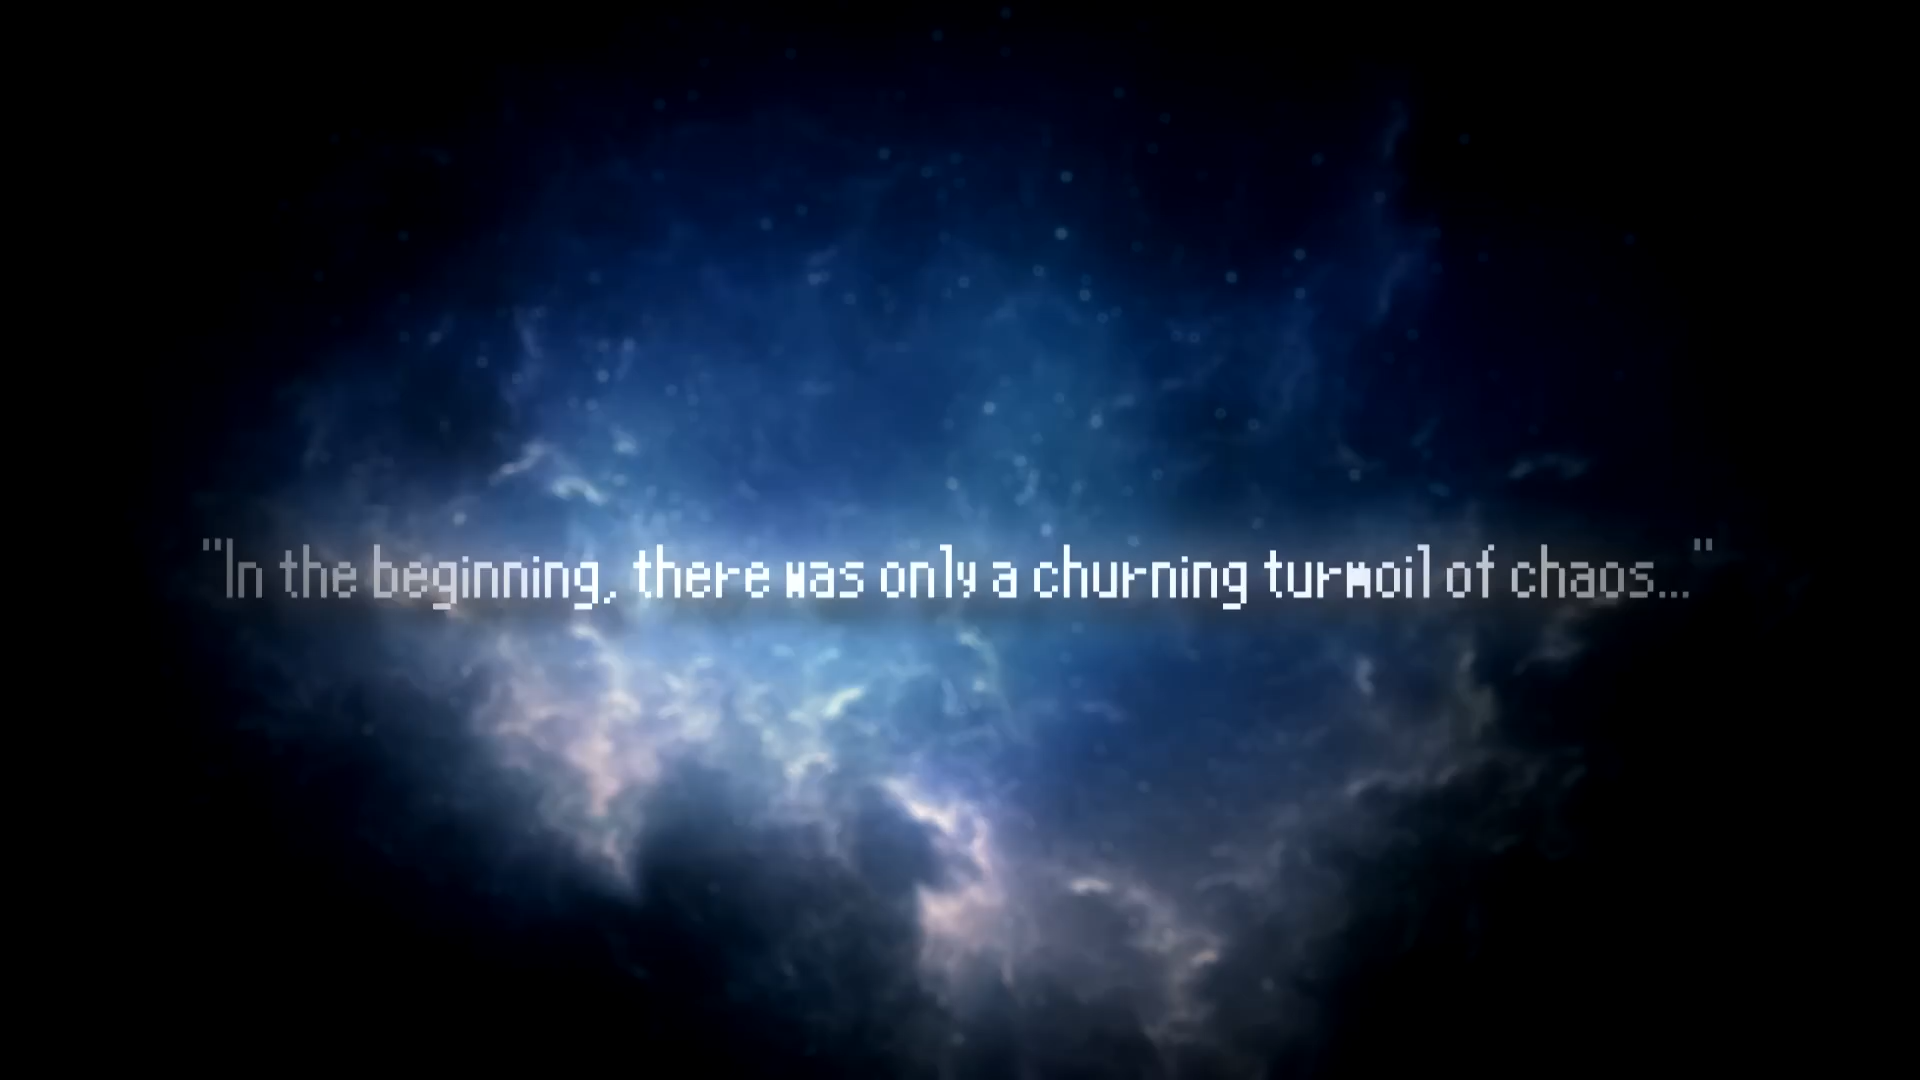 "In the beginning, there was only a churning turmoil of chaos..."